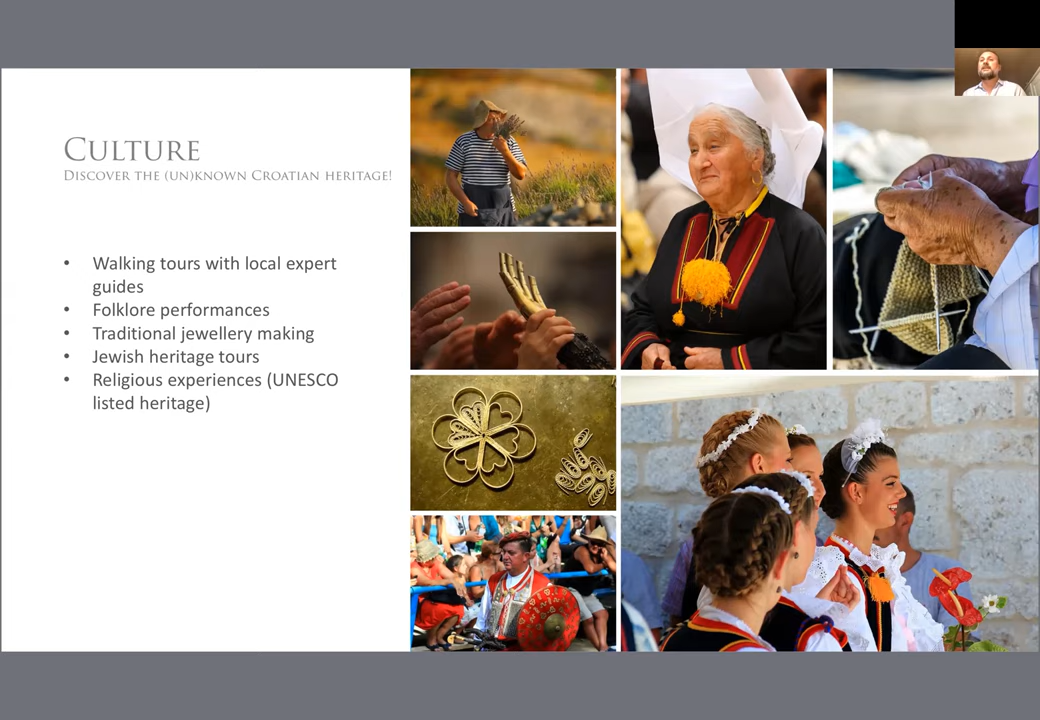 Culture
Discover the (un)known Croatian heritage!
• Walking tours with local expert
guides
• Folklore performances
• Traditional jewellery making
• Jewish heritage tours
• Religious experiences (UNESCO
listed heritage)